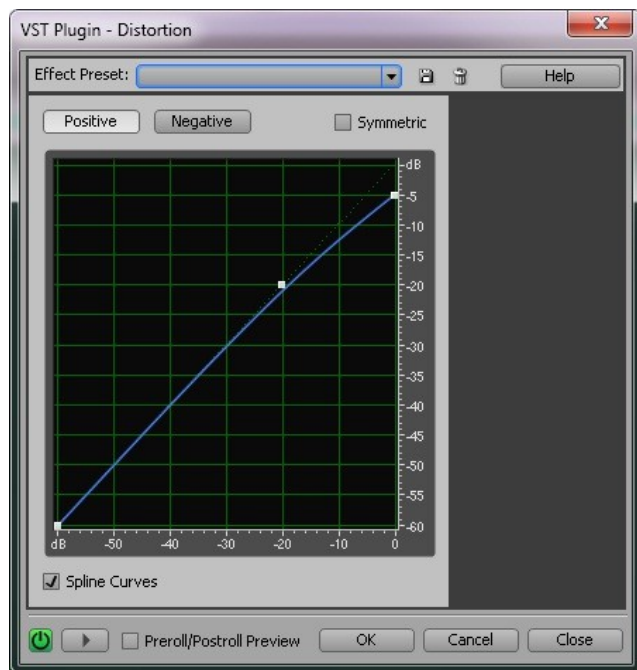 VST Plugin - Distortion
Effect Preset:
Help
Positive Negative Symmetric
dB
-5
-10
-15
-20
-25
-30
-35
-40
-45
-50
-55
-60
dB -50 -40 -30 -20 -10 0
Spline Curves
Preroll/Postroll Preview OK Cancel Close